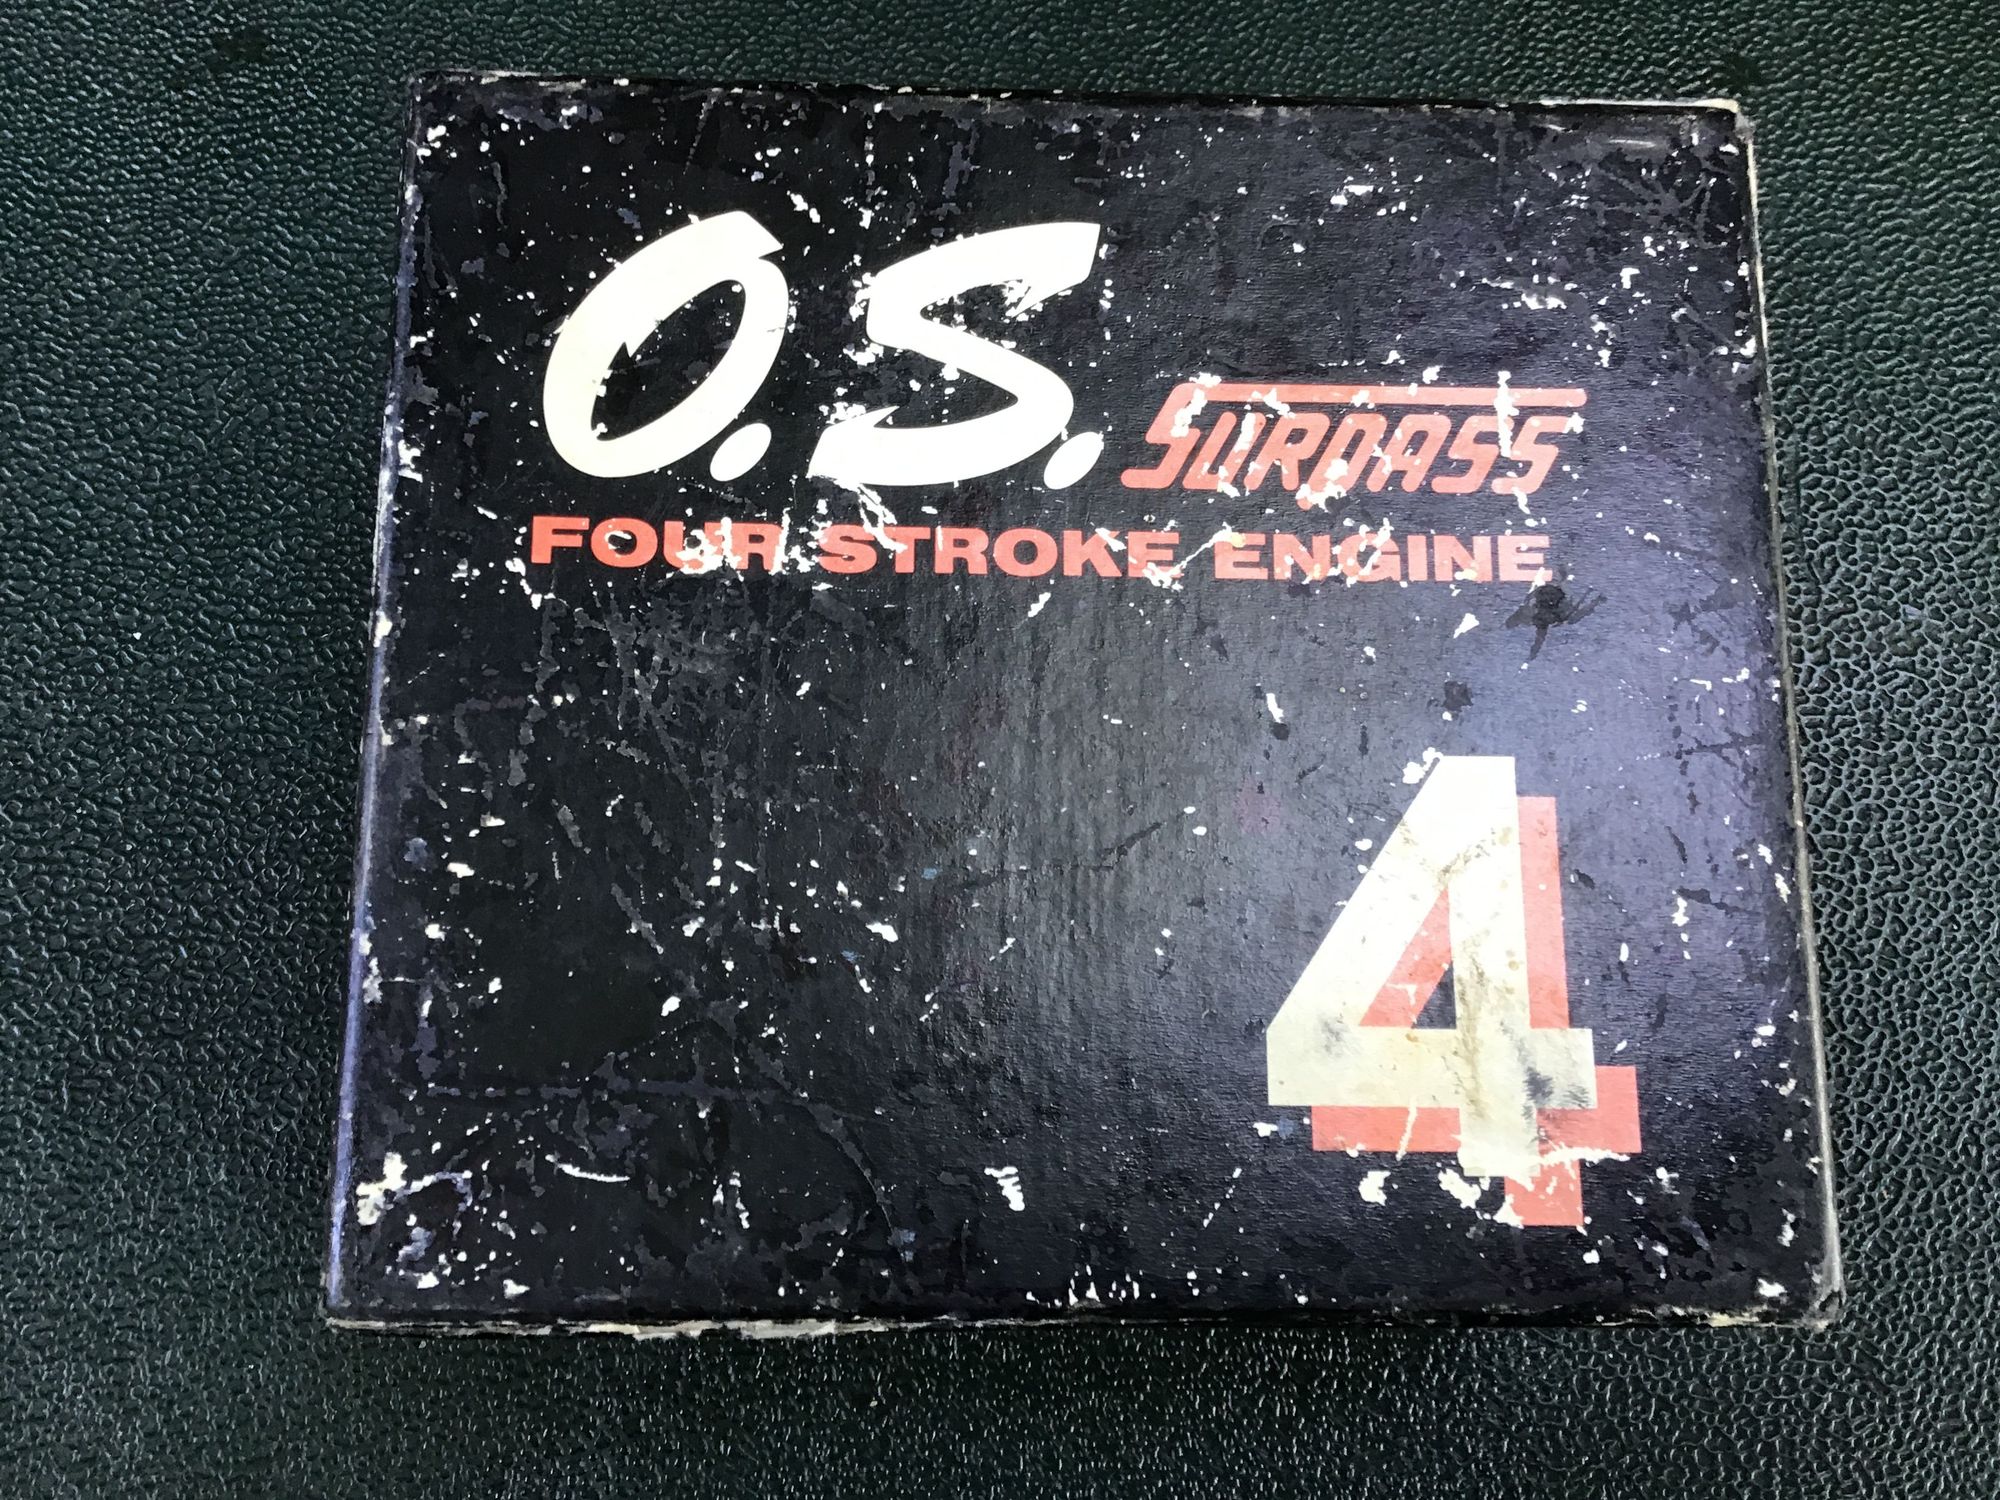 O.S. SURPASS
FOUR STROKE ENGINE
4